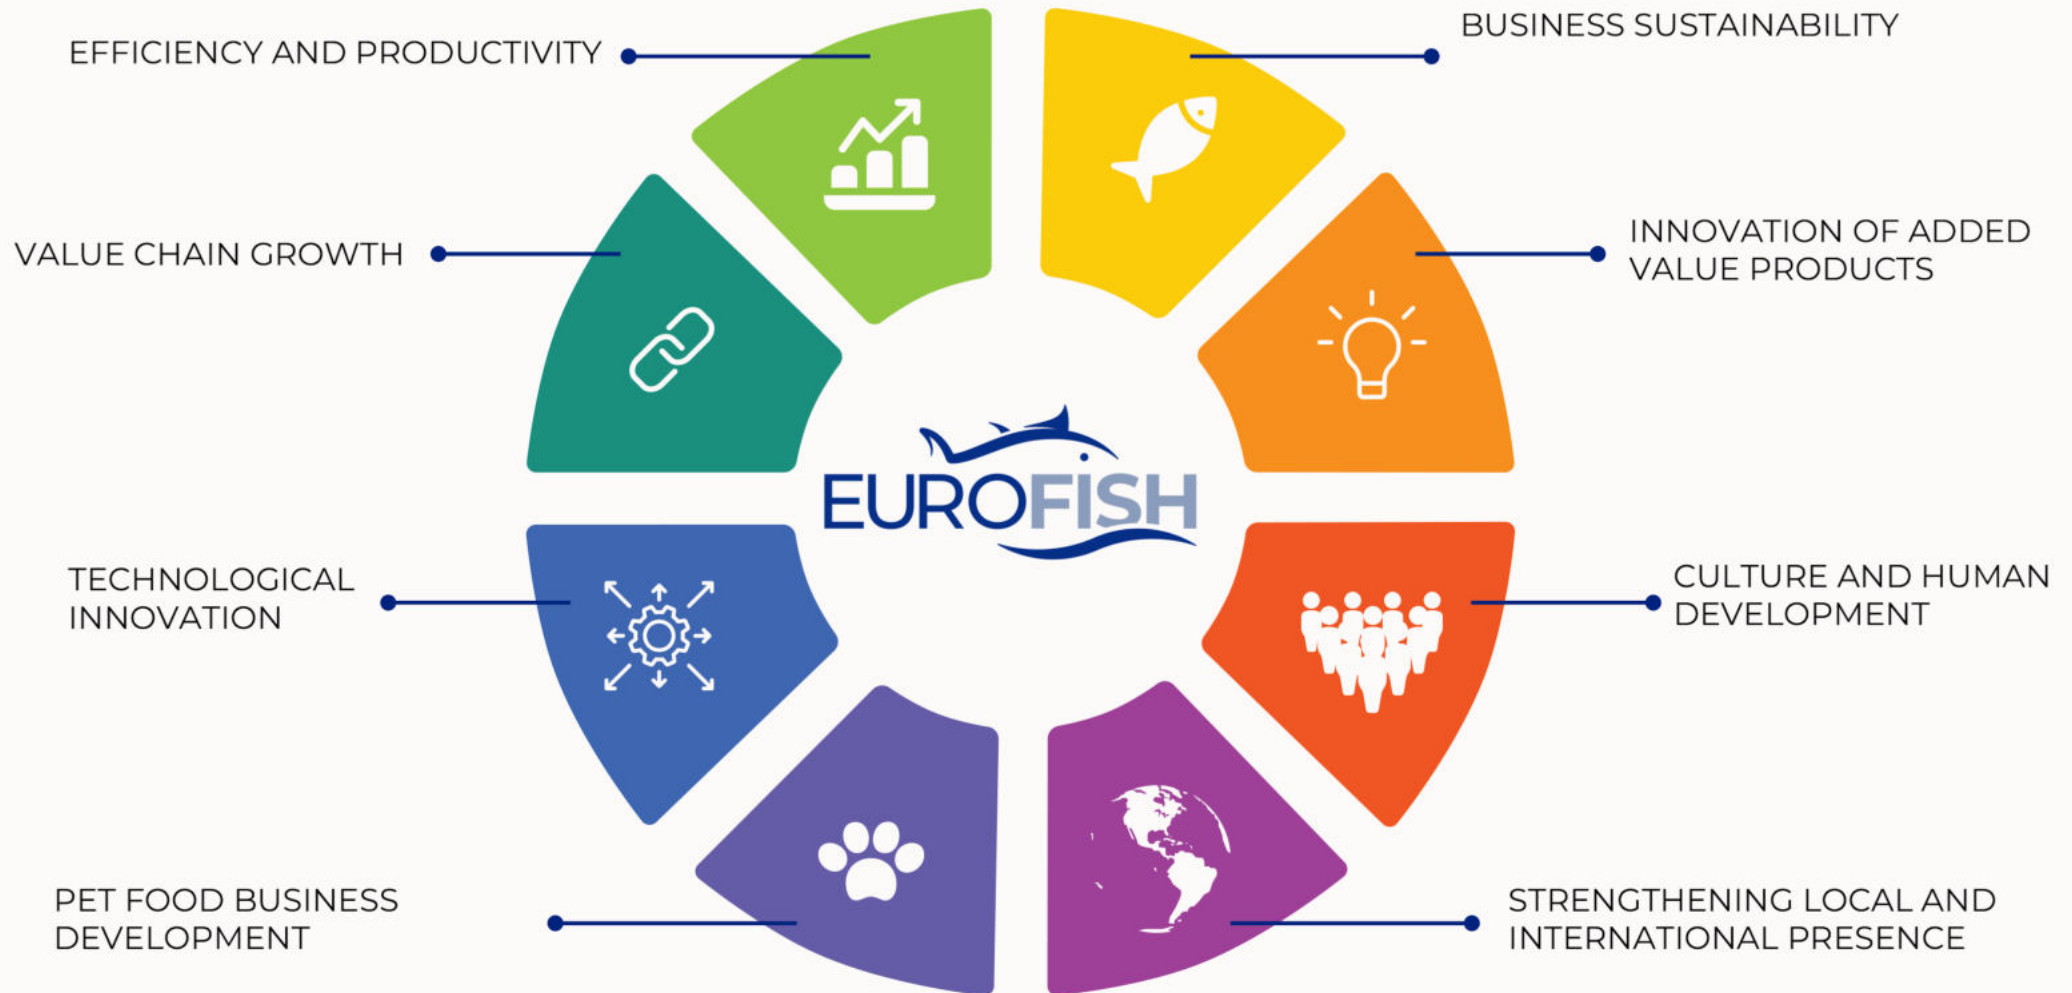 EFFICIENCY AND PRODUCTIVITY
BUSINESS SUSTAINABILITY
VALUE CHAIN GROWTH
INNOVATION OF ADDED
VALUE PRODUCTS
EUROFISH
TECHNOLOGICAL
INNOVATION
CULTURE AND HUMAN
DEVELOPMENT
PET FOOD BUSINESS
DEVELOPMENT
STRENGTHENING LOCAL AND
INTERNATIONAL PRESENCE